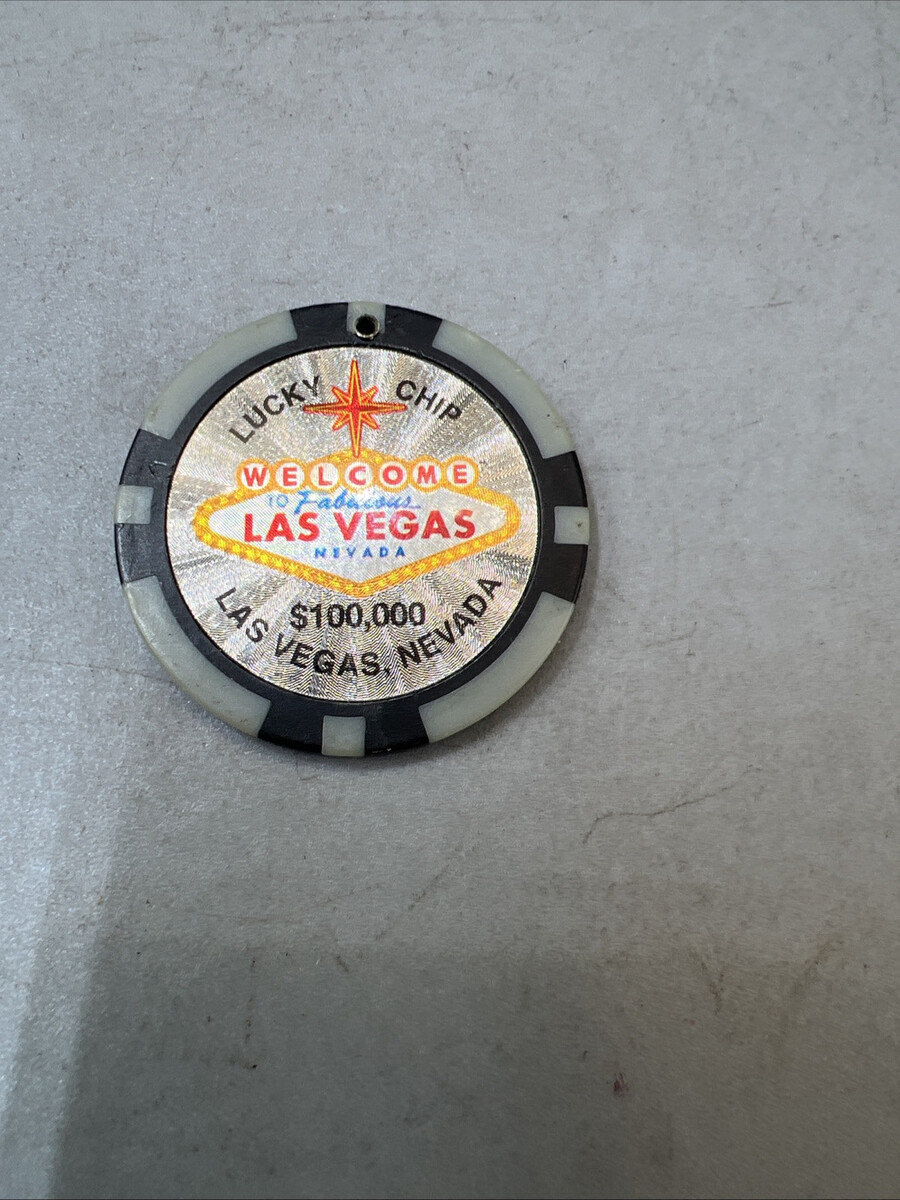 LUCKY CHIP
WELCOME
TO Fabulous
LAS VEGAS
NEVADA
$100,000
LAS VEGAS, NEVADA